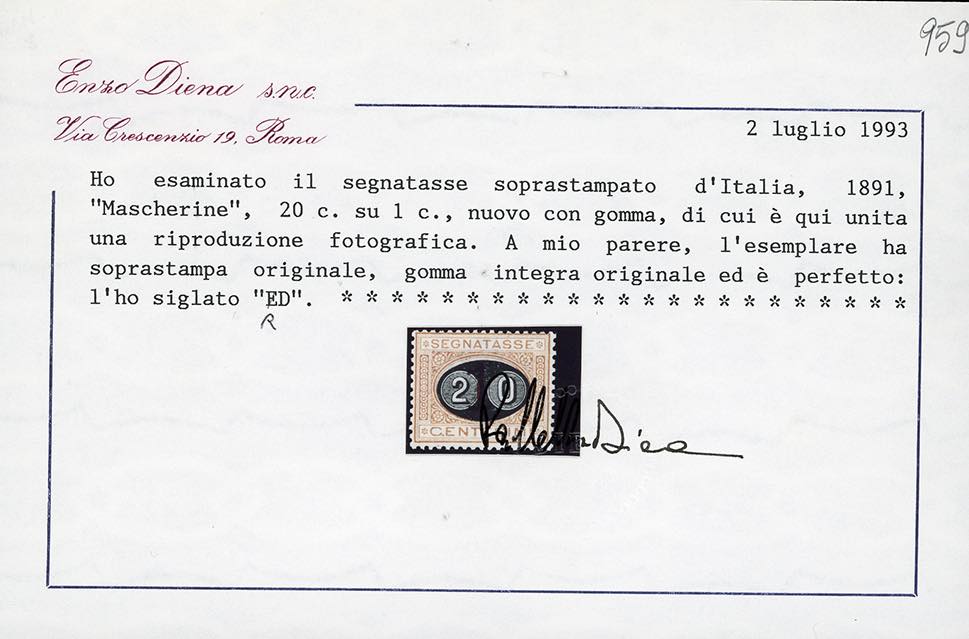 959
Enzo Diena s.n.c.
Via Crescenzio 19, Roma
2 luglio 1993
Ho esaminato il segnatasse soprastampato d'Italia, 1891,
"Mascherine", 20 c. su 1 c., nuovo con gomma, di cui è qui unita
una riproduzione fotografica. A mio parere, l'esemplare ha
soprastampa originale, gomma integra originale ed è perfetto:
l'ho siglato "ED". * * * * * * * * * * * * * * * * * * * * * * *
R
SEGNATASSE
20
CENT
Raffaella Diena